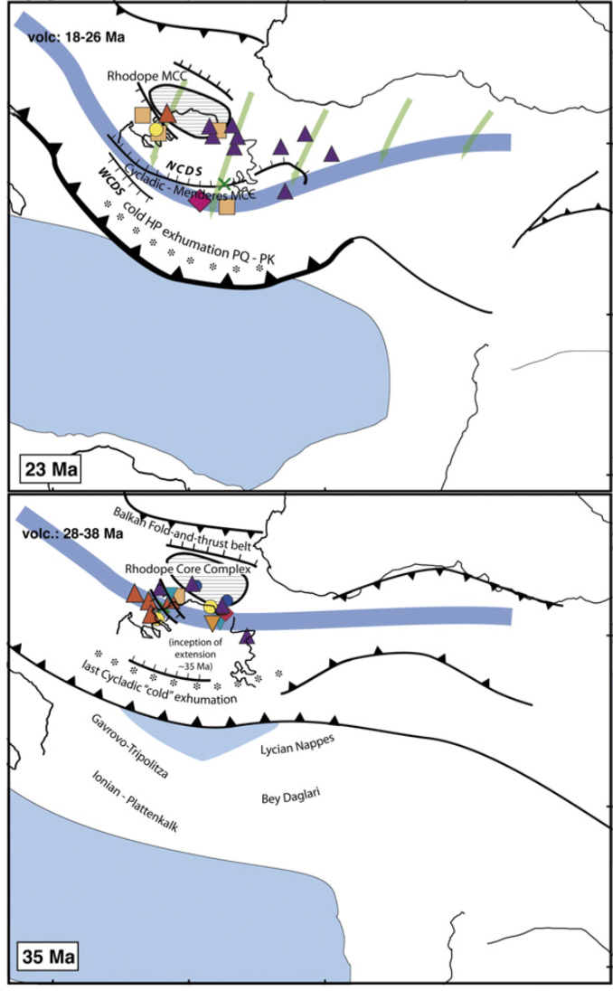 volc: 18-26 Ma
Rhodope MCC
NCDS
Cycladic - Menderes MCC
WCDS
cold HP exhumation PQ - PK
23 Ma
Balkan Fold-and-thrust belt
volc.: 28-38 Ma
Rhodope Core Complex
(inception of
extension
~35 Ma)
last Cycladic "cold" exhumation
Gavrovo-Tripolitza
Lycian Nappes
Ionian - Plattenkalk
Bey Daglari
35 Ma